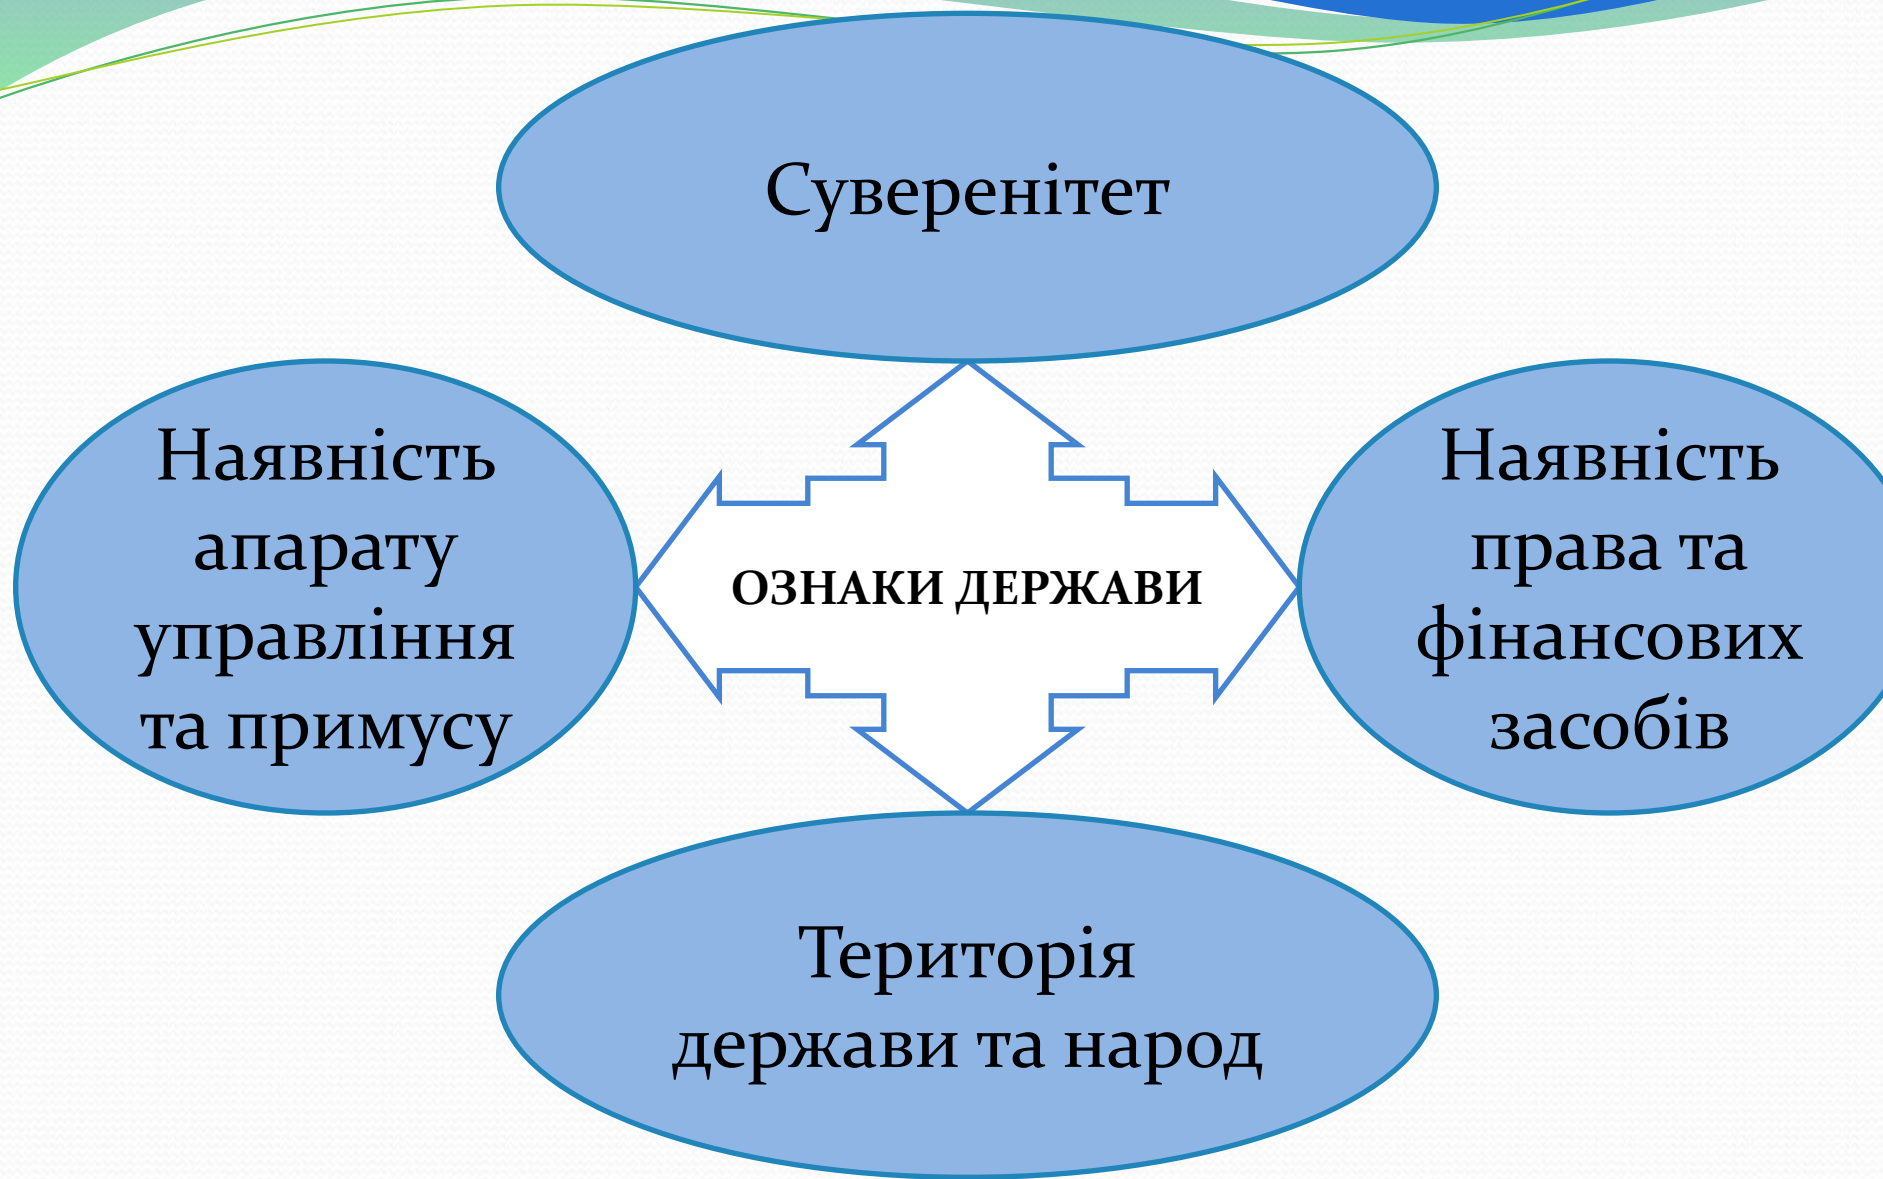 Суверенітет
Наявність
апарату
управління
та примусу
ОЗНАКИ ДЕРЖАВИ
Наявність
права та
фінансових
засобів
Територія
держави та народ